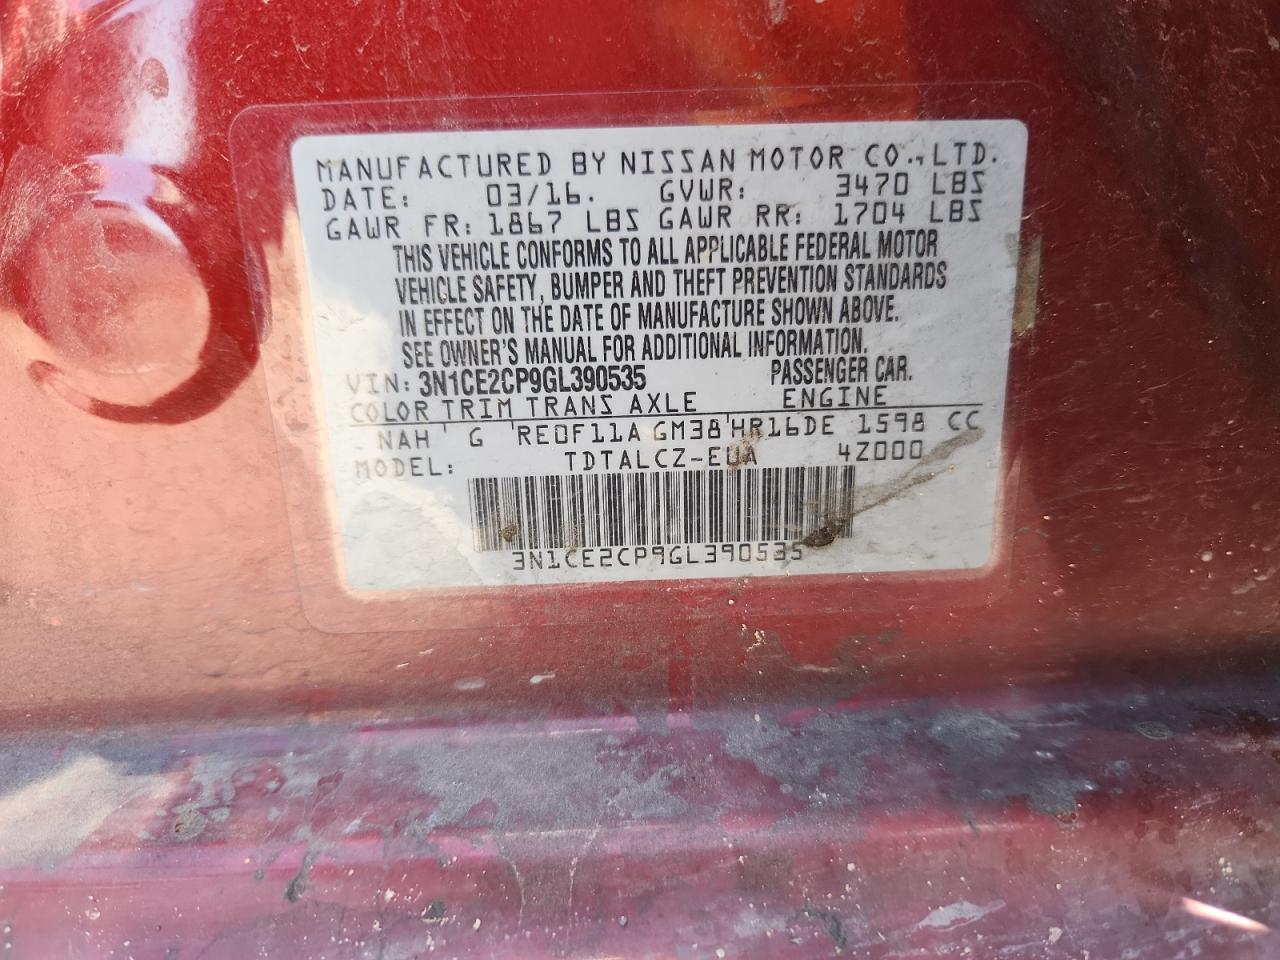 MANUFACTURED BY NISSAN MOTOR CO., LTD.
DATE: 03/16. GVWR: 3470 LBS
GAWR FR: 1867 LBS GAWR RR: 1704 LBS
THIS VEHICLE CONFORMS TO ALL APPLICABLE FEDERAL MOTOR
VEHICLE SAFETY, BUMPER AND THEFT PREVENTION STANDARDS
IN EFFECT ON THE DATE OF MANUFACTURE SHOWN ABOVE.
SEE OWNER'S MANUAL FOR ADDITIONAL INFORMATION.
VIN: 3N1CE2CP9GL390535 PASSENGER CAR.
COLOR TRIM TRANS AXLE ENGINE
NAH G RE0F11A GM38 HR16DE 1598 CC
MODEL: TDTALCZ-EUA 4Z000
3N1CE2CP9GL390535